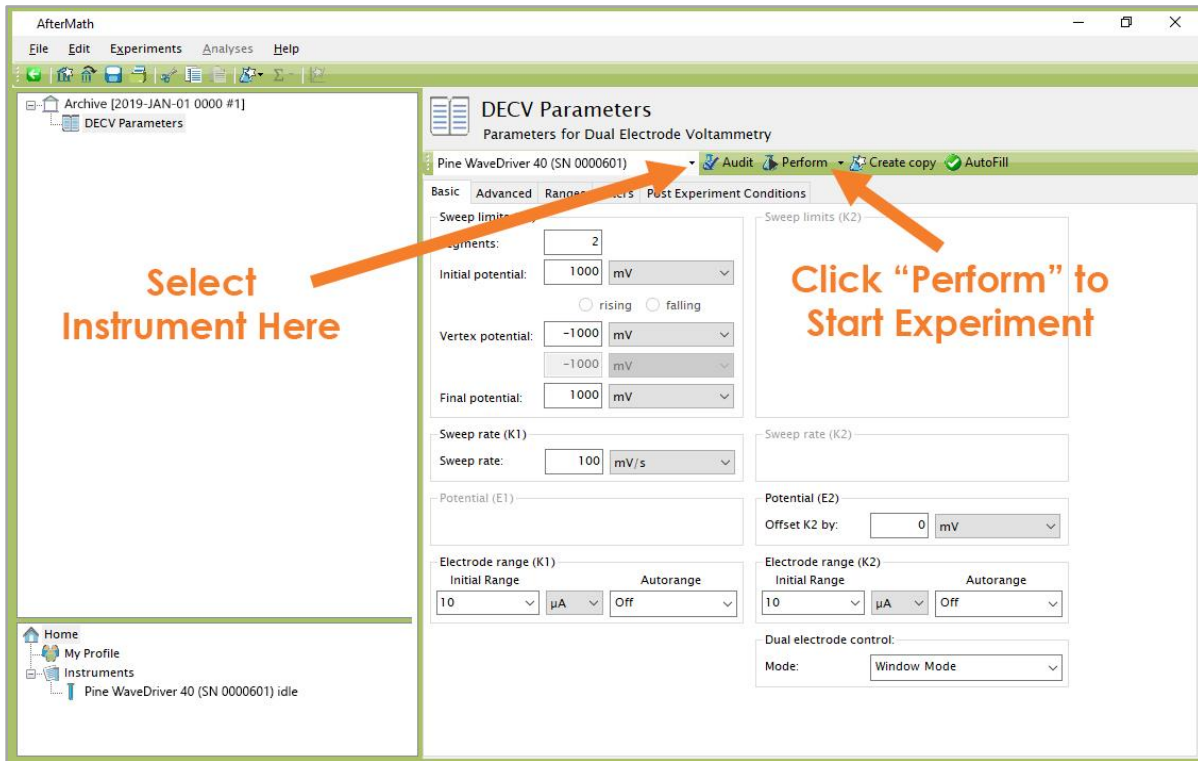 AfterMath
File Edit Experiments Analyses Help
Archive [2019-JAN-01 0000 #1]
DECV Parameters
DECV Parameters
Parameters for Dual Electrode Voltammetry
Pine WaveDriver 40 (SN 0000601) Audit Perform Create copy AutoFill
Basic Advanced Ranges Post Experiment Conditions
Sweep limits Sweep limits (K2)
2
Initial potential: 1000 mV
rising falling
Select
Instrument Here
Click “Perform” to
Start Experiment
Vertex potential: -1000 mV
-1000 mV
Final potential: 1000 mV
Sweep rate (K1) Sweep rate (K2)
Sweep rate: 100 mV/s
Potential (E1) Potential (E2)
Offset K2 by: 0 mV
Electrode range (K1) Electrode range (K2)
Initial Range Autorange Initial Range Autorange
10 µA Off 10 µA Off
Dual electrode control:
Mode: Window Mode
Home
My Profile
Instruments
Pine WaveDriver 40 (SN 0000601) idle